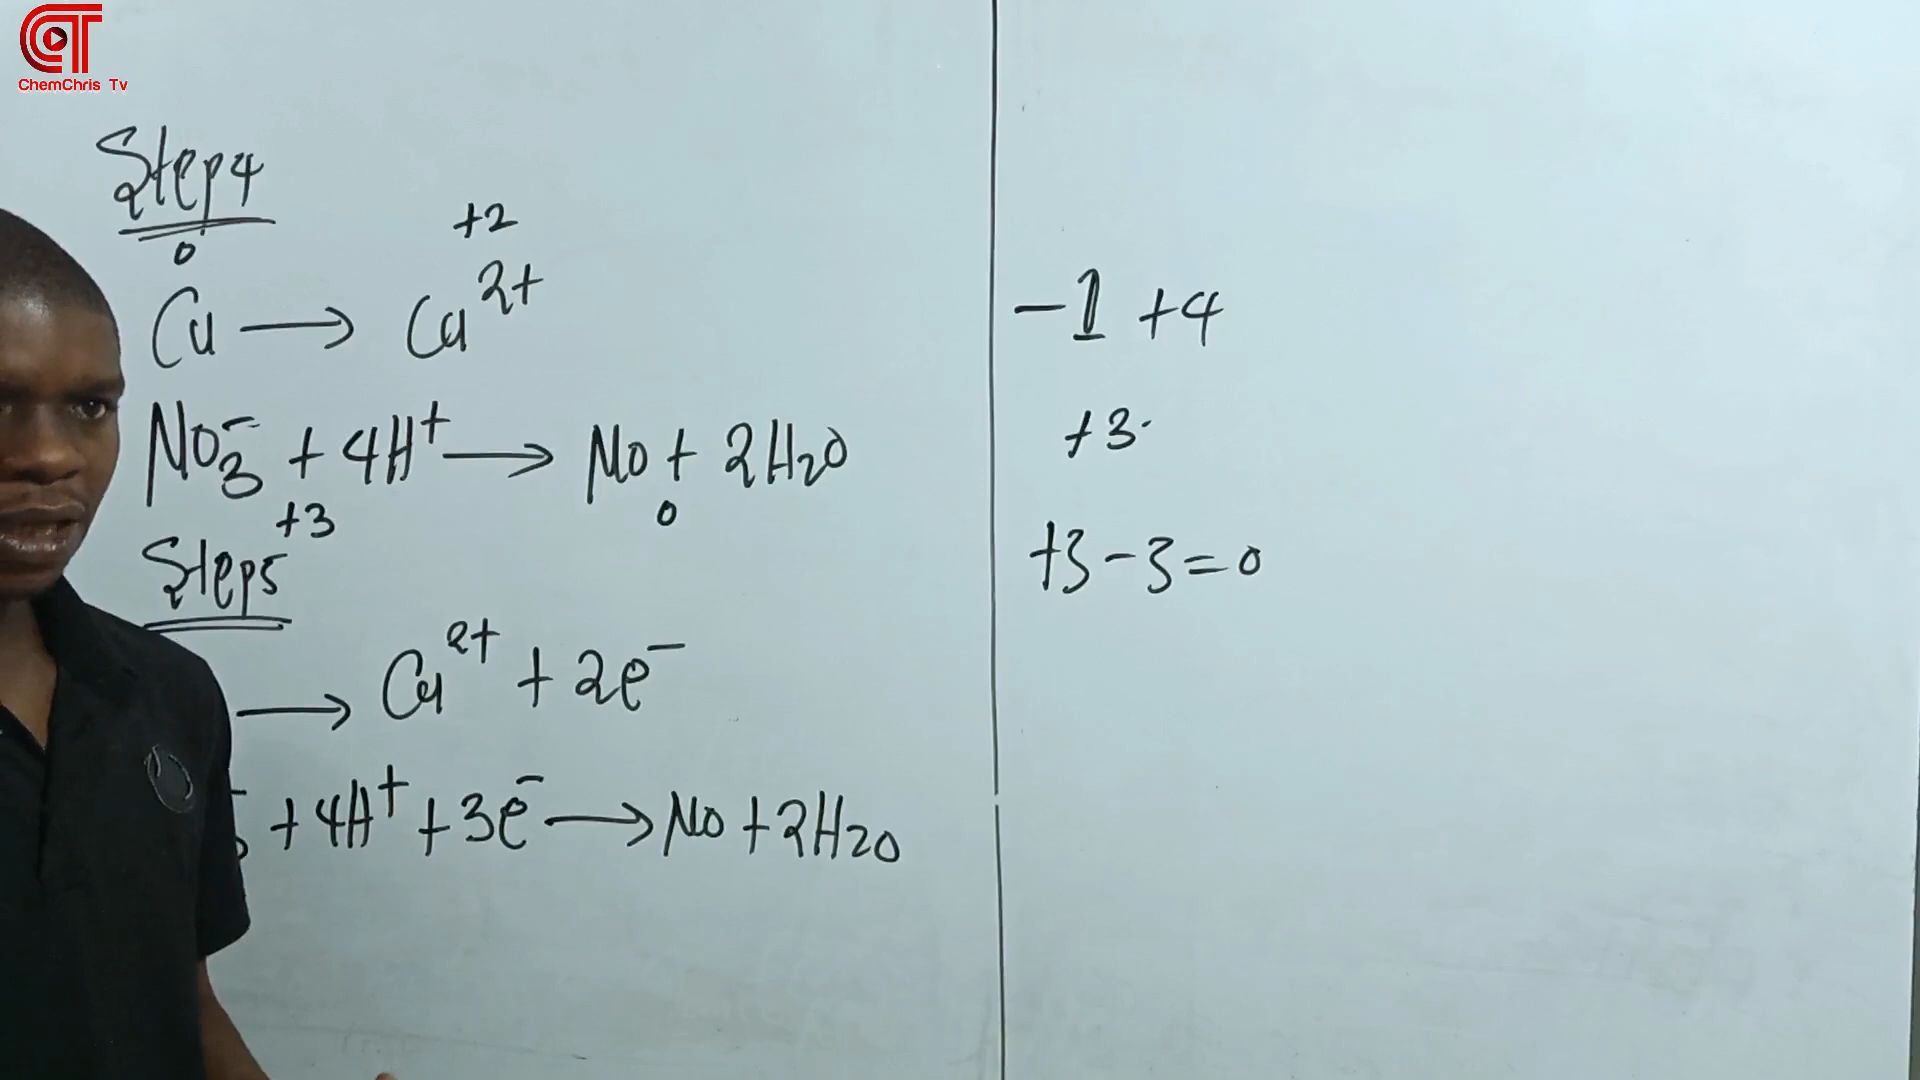 ChemChris Tv
Step4
0 +2
Cu → Cu²⁺
NO₃⁻ + 4H⁺ → NO + 2H₂O
+3 0
Step5
→ Cu²⁺ + 2e⁻
+ 4H⁺ + 3e⁻ → NO + 2H₂O
-1 +4
+3
+3 - 3 = 0